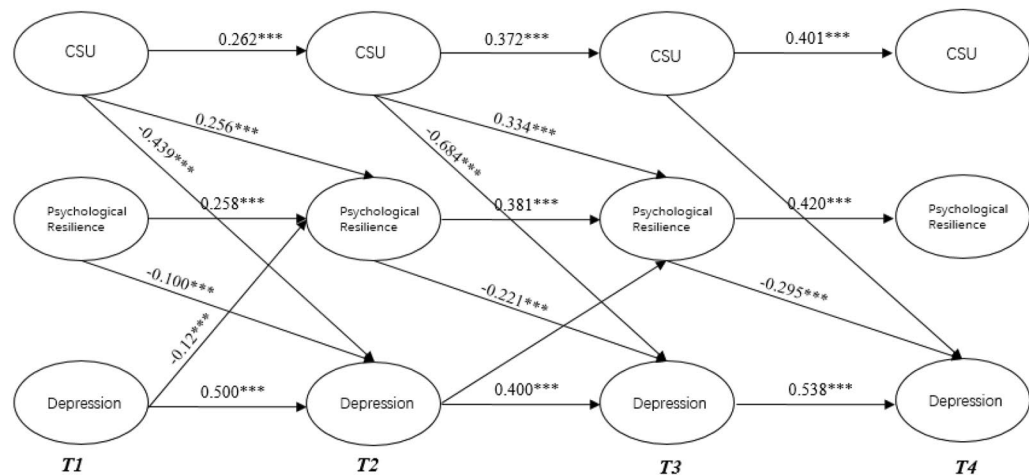 CSU
0.262***
CSU
0.372***
CSU
0.401***
CSU
0.256***
-0.439***
0.334***
-0.684***
Psychological
Resilience
0.258***
Psychological
Resilience
0.381***
Psychological
Resilience
0.420***
Psychological
Resilience
-0.100***
-0.12***
-0.221***
-0.295***
Depression
0.500***
Depression
0.400***
Depression
0.538***
Depression
T1
T2
T3
T4